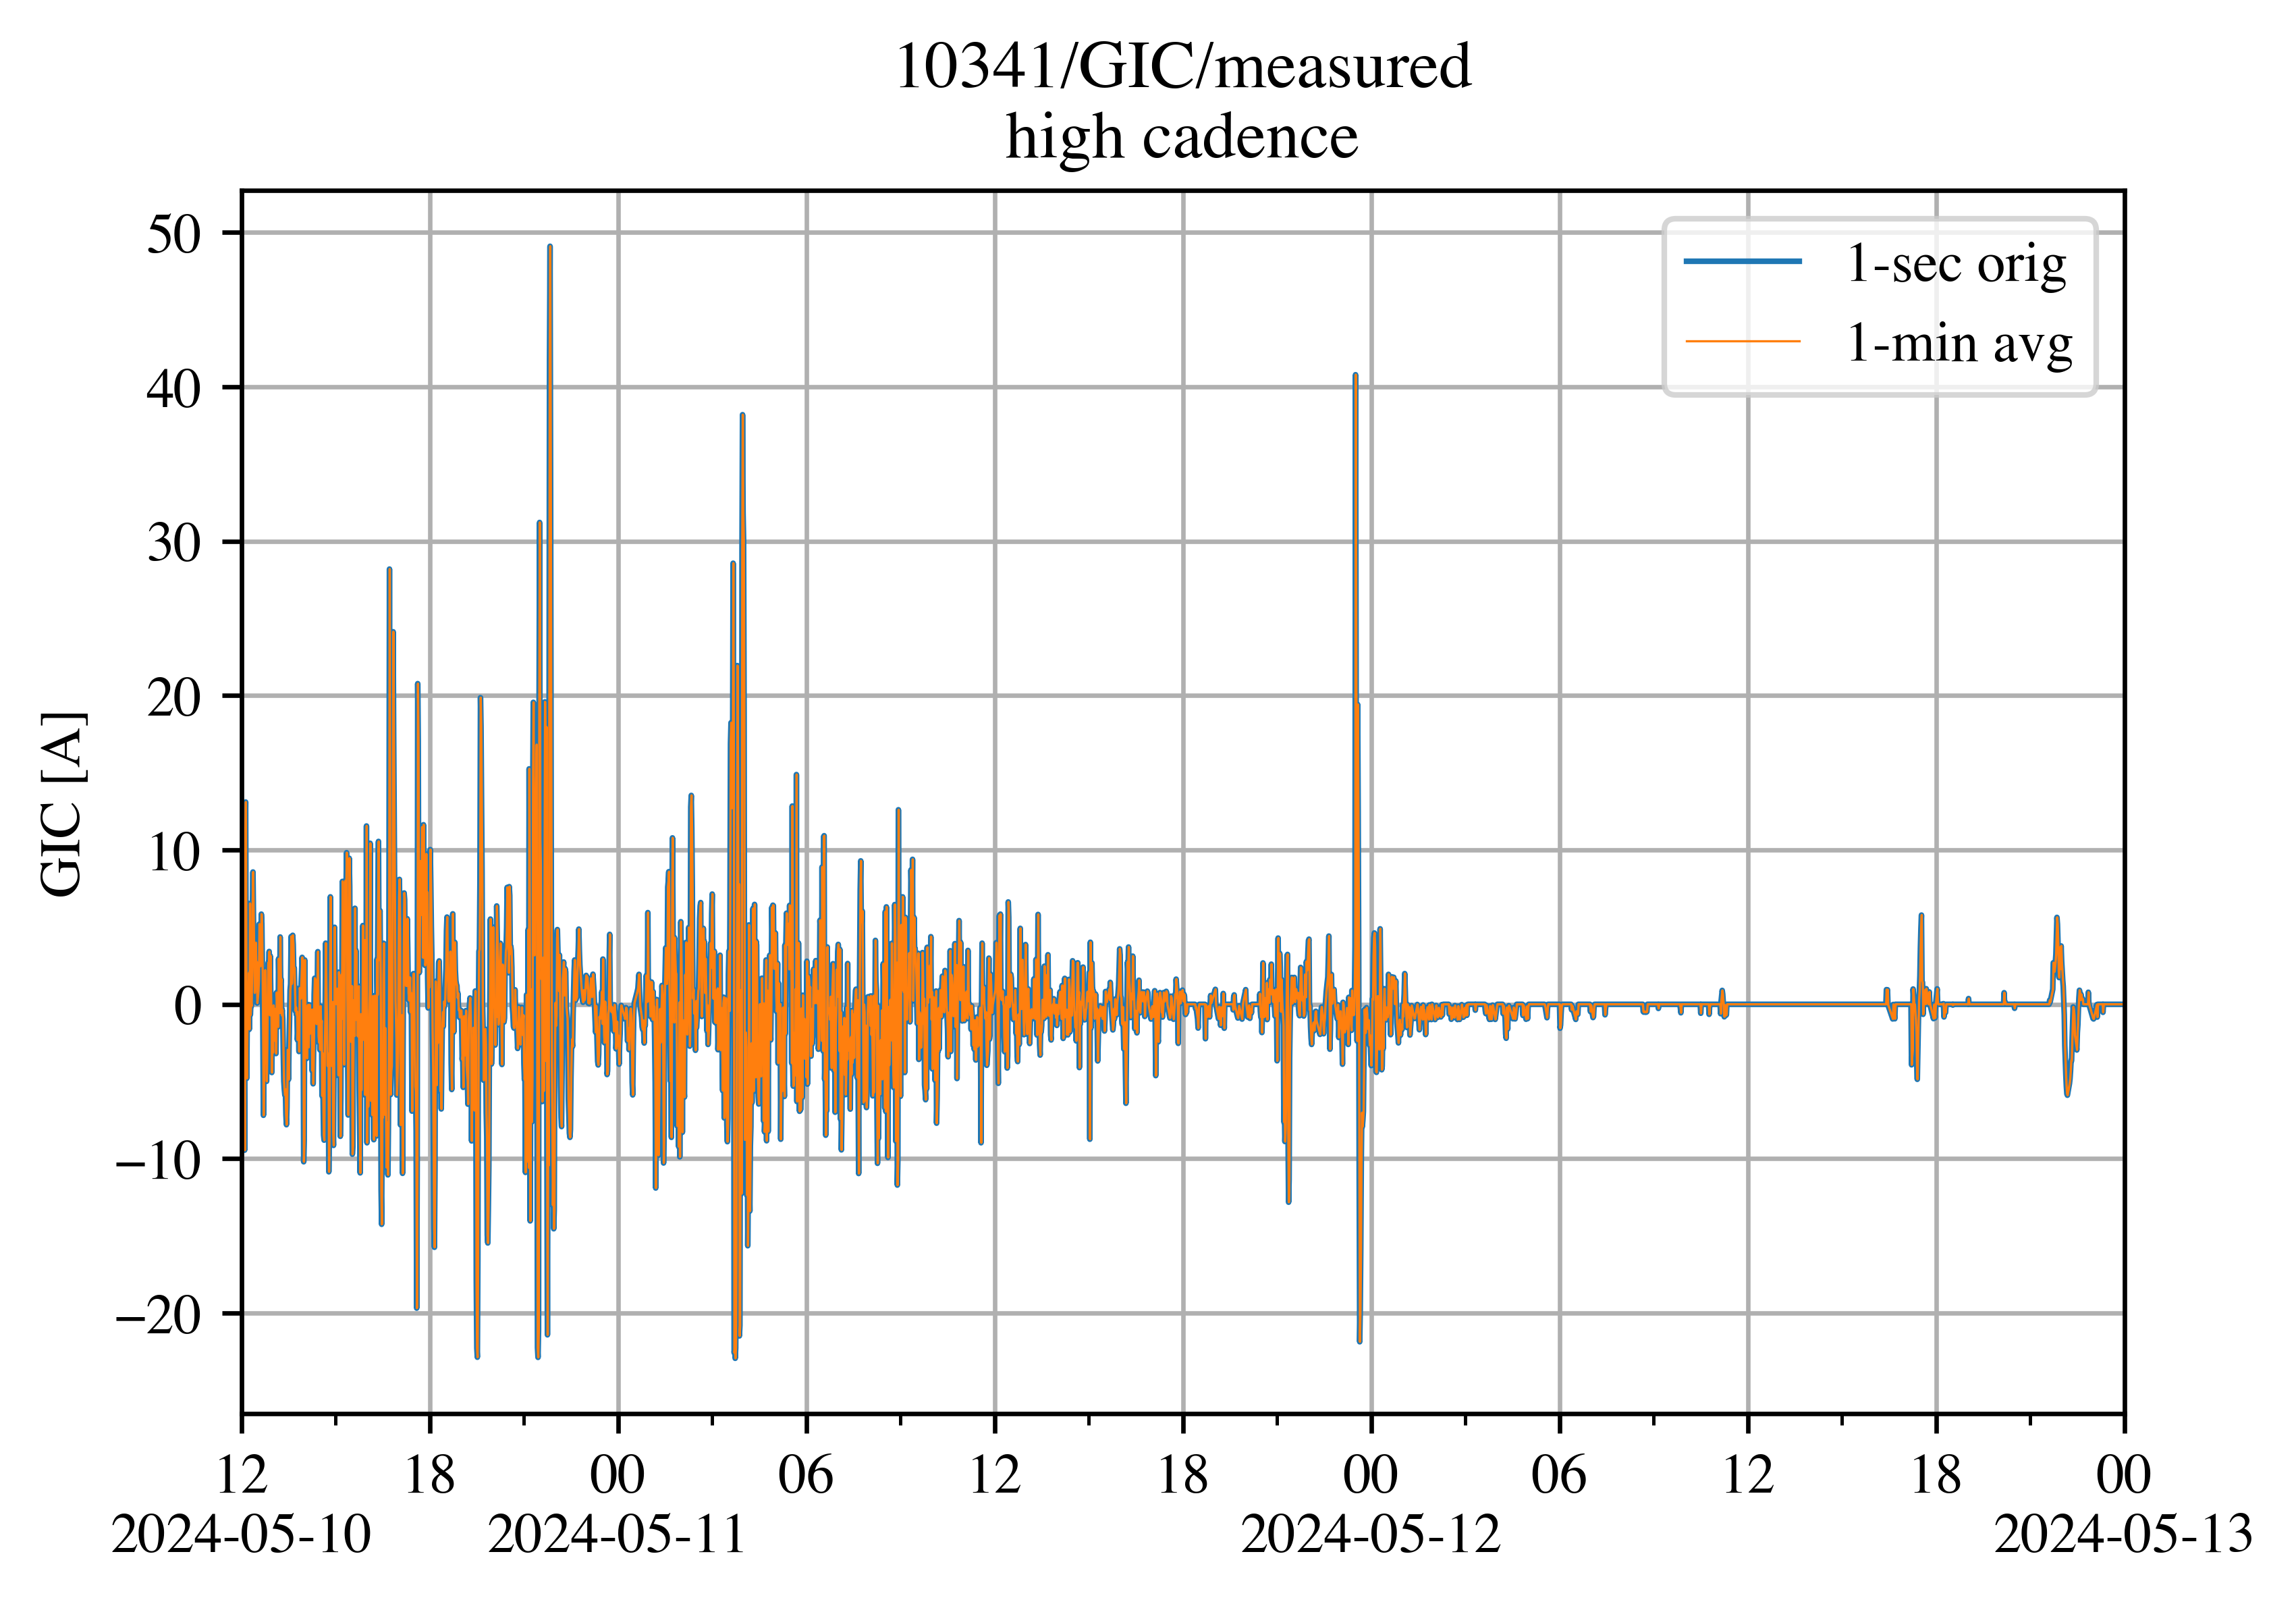 10341/GIC/measured
high cadence
50
40
30
20
10
0
−10
−20
GIC [A]
1-sec orig
1-min avg
12 18 00 06 12 18 00 06 12 18 00
2024-05-10 2024-05-11 2024-05-12 2024-05-13